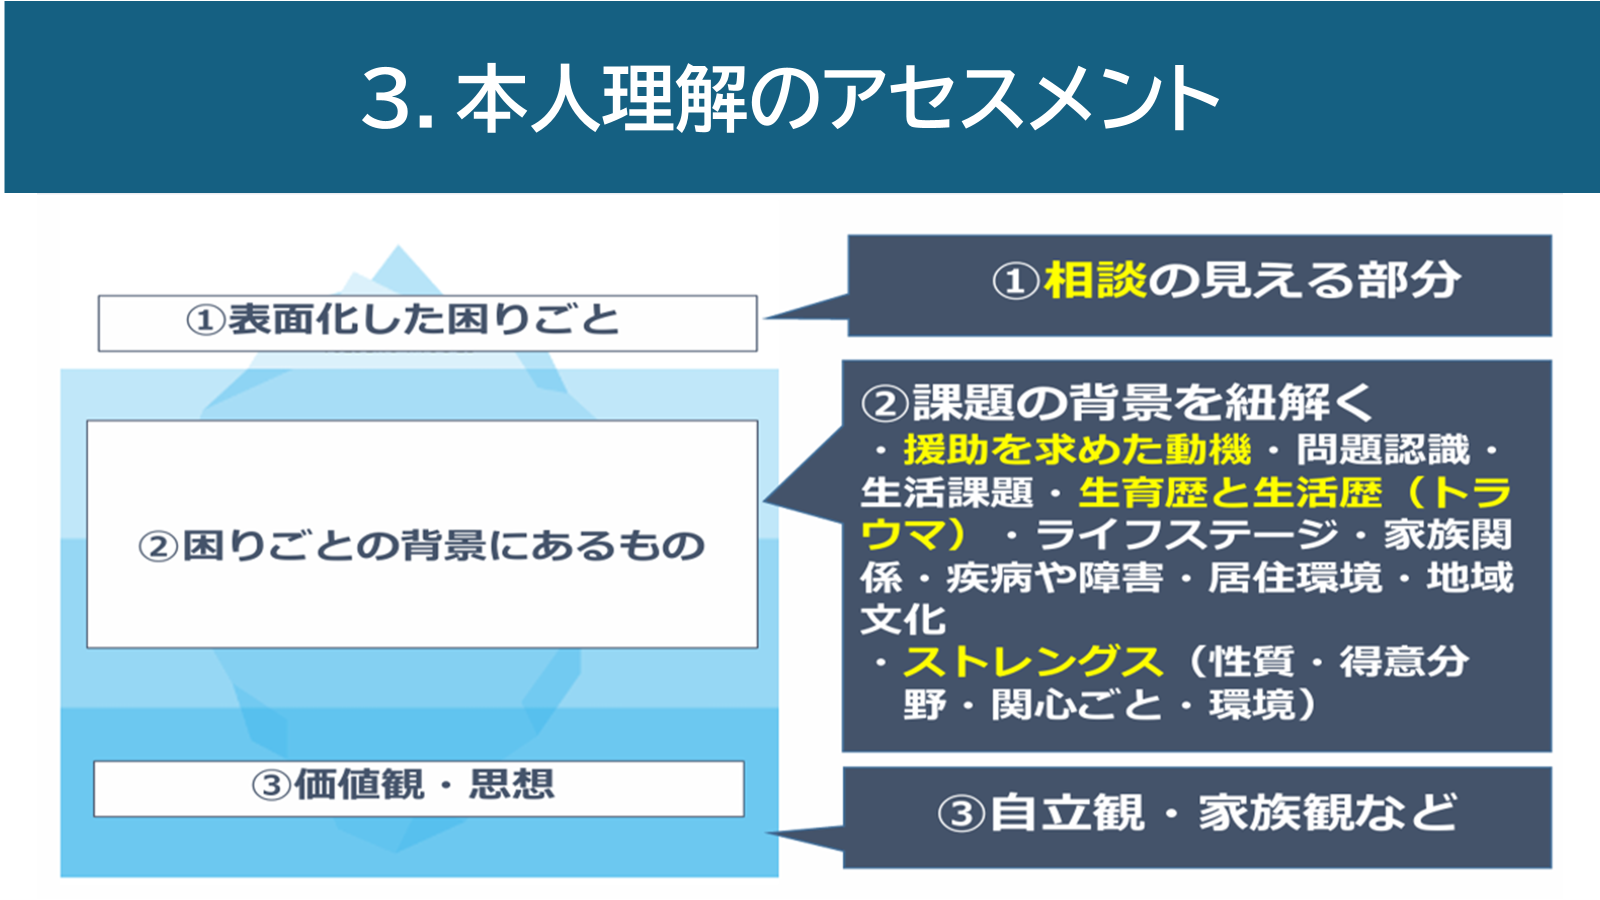 3. 本人理解のアセスメント
①表面化した困りごと
①相談の見える部分
②困りごとの背景にあるもの
②課題の背景を紐解く
・援助を求めた動機・問題認識・
生活課題・生育歴と生活歴（トラ
ウマ）・ライフステージ・家族関
係・疾病や障害・居住環境・地域
文化
・ストレングス（性質・得意分
野・関心ごと・環境）
③価値観・思想
③自立観・家族観など